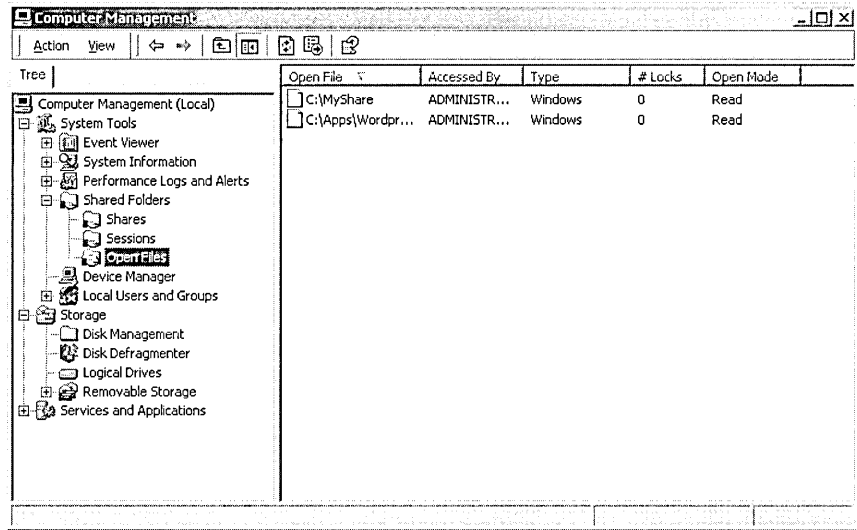 Computer Management
Action View
Tree
Computer Management (Local)
System Tools
Event Viewer
System Information
Performance Logs and Alerts
Shared Folders
Shares
Sessions
Open Files
Device Manager
Local Users and Groups
Storage
Disk Management
Disk Defragmenter
Logical Drives
Removable Storage
Services and Applications
Open File Accessed By Type # Locks Open Mode
C:\MyShare ADMINISTR... Windows 0 Read
C:\Apps\Wordpr... ADMINISTR... Windows 0 Read